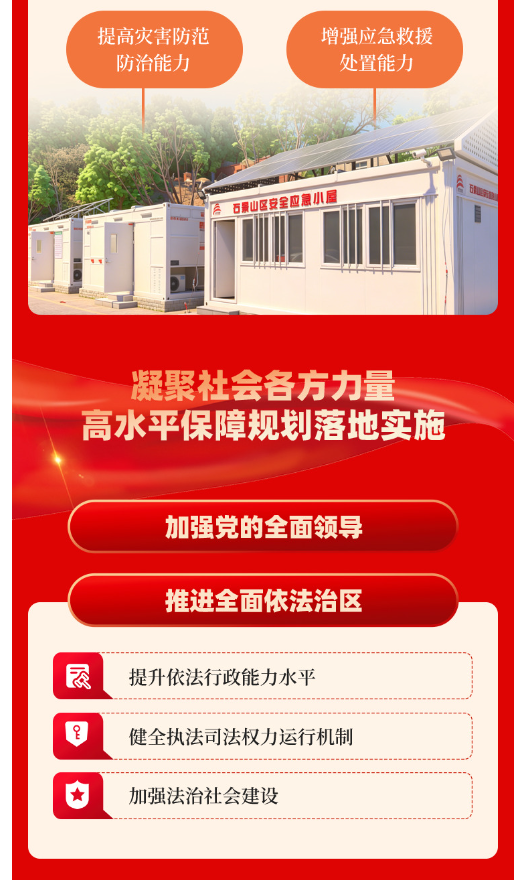 提高灾害防范
防治能力
增强应急救援
处置能力
石景山区安全应急小屋
凝聚社会各方力量
高水平保障规划落地实施
加强党的全面领导
推进全面依法治区
提升依法行政能力水平
健全执法司法权力运行机制
加强法治社会建设